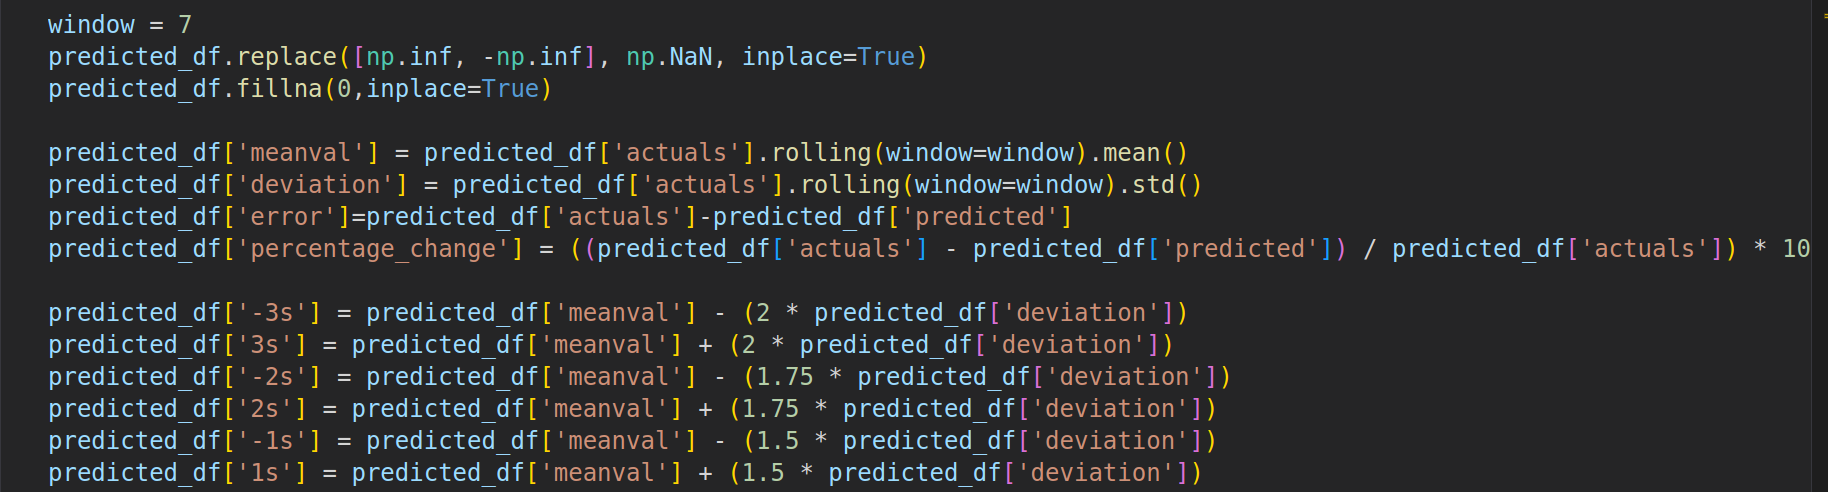 window = 7
predicted_df.replace([np.inf, -np.inf], np.NaN, inplace=True)
predicted_df.fillna(0,inplace=True)
predicted_df['meanval'] = predicted_df['actuals'].rolling(window=window).mean()
predicted_df['deviation'] = predicted_df['actuals'].rolling(window=window).std()
predicted_df['error']=predicted_df['actuals']-predicted_df['predicted']
predicted_df['percentage_change'] = ((predicted_df['actuals'] - predicted_df['predicted']) / predicted_df['actuals']) * 10
predicted_df['-3s'] = predicted_df['meanval'] - (2 * predicted_df['deviation'])
predicted_df['3s'] = predicted_df['meanval'] + (2 * predicted_df['deviation'])
predicted_df['-2s'] = predicted_df['meanval'] - (1.75 * predicted_df['deviation'])
predicted_df['2s'] = predicted_df['meanval'] + (1.75 * predicted_df['deviation'])
predicted_df['-1s'] = predicted_df['meanval'] - (1.5 * predicted_df['deviation'])
predicted_df['1s'] = predicted_df['meanval'] + (1.5 * predicted_df['deviation'])